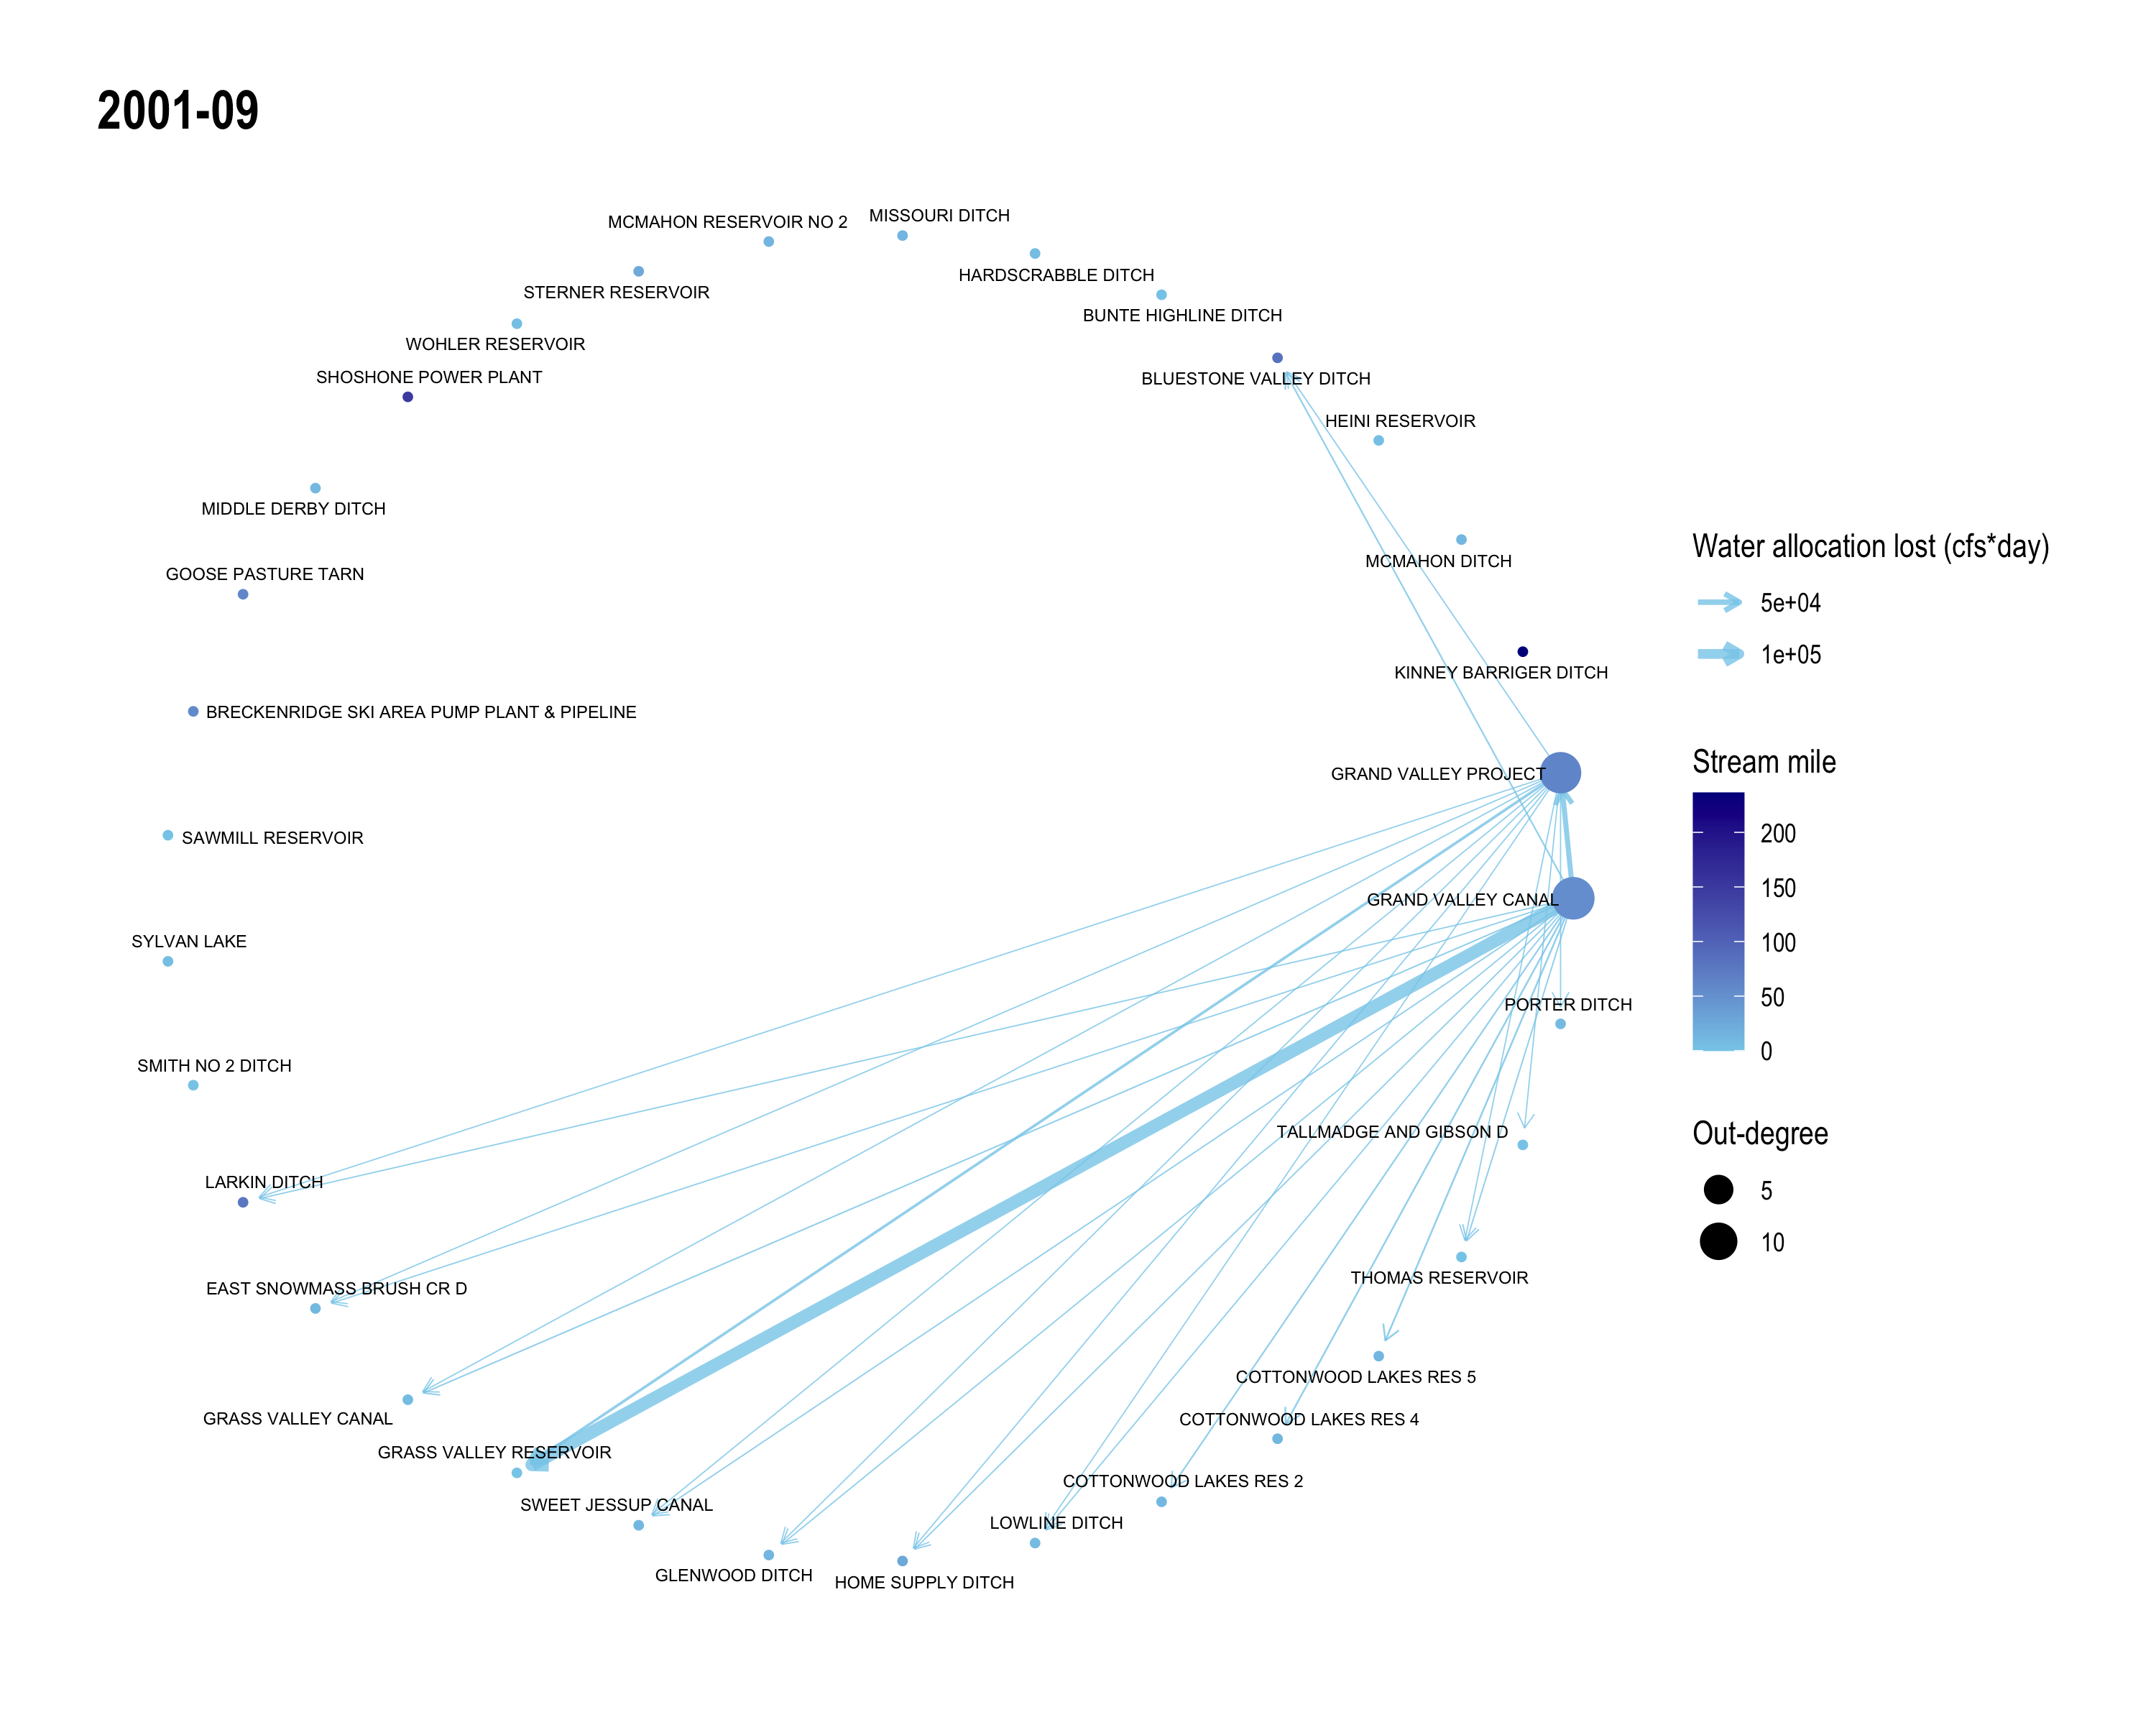 2001-09
MISSOURI DITCH
MCMAHON RESERVOIR NO 2
HARDSCRABBLE DITCH
STERNER RESERVOIR
BUNTE HIGHLINE DITCH
WOHLER RESERVOIR
SHOSHONE POWER PLANT
BLUESTONE VALLEY DITCH
HEINI RESERVOIR
MIDDLE DERBY DITCH
MCMAHON DITCH
GOOSE PASTURE TARN
KINNEY BARRIGER DITCH
BRECKENRIDGE SKI AREA PUMP PLANT & PIPELINE
GRAND VALLEY PROJECT
SAWMILL RESERVOIR
GRAND VALLEY CANAL
SYLVAN LAKE
PORTER DITCH
SMITH NO 2 DITCH
TALLMADGE AND GIBSON D
LARKIN DITCH
THOMAS RESERVOIR
EAST SNOWMASS BRUSH CR D
COTTONWOOD LAKES RES 5
GRASS VALLEY CANAL
COTTONWOOD LAKES RES 4
GRASS VALLEY RESERVOIR
COTTONWOOD LAKES RES 2
SWEET JESSUP CANAL
LOWLINE DITCH
GLENWOOD DITCH
HOME SUPPLY DITCH
Water allocation lost (cfs*day)
5e+04
1e+05
Stream mile
200
150
100
50
0
Out-degree
5
10